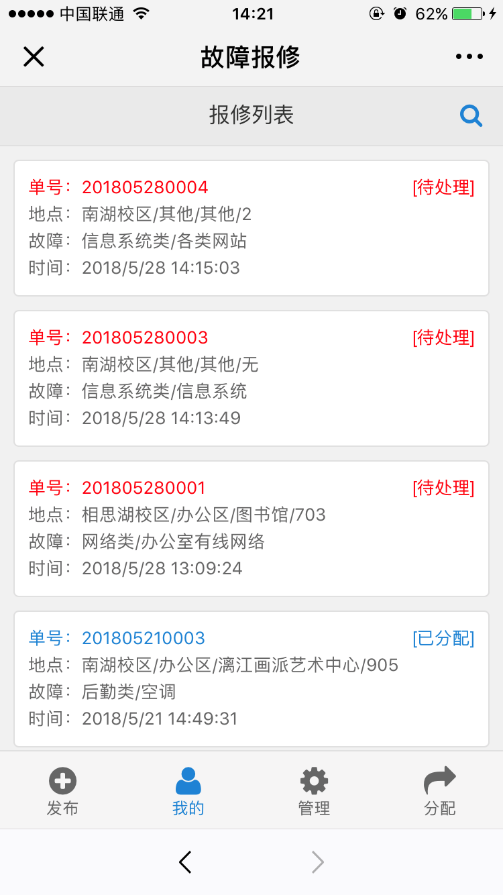 中国联通 14:21 62%
故障报修
报修列表
单号：201805280004 [待处理]
地点：南湖校区/其他/其他/2
故障：信息系统类/各类网站
时间：2018/5/28 14:15:03
单号：201805280003 [待处理]
地点：南湖校区/其他/其他/无
故障：信息系统类/信息系统
时间：2018/5/28 14:13:49
单号：201805280001 [待处理]
地点：相思湖校区/办公区/图书馆/703
故障：网络类/办公室有线网络
时间：2018/5/28 13:09:24
单号：201805210003 [已分配]
地点：南湖校区/办公区/漓江画派艺术中心/905
故障：后勤类/空调
时间：2018/5/21 14:49:31
发布 我的 管理 分配